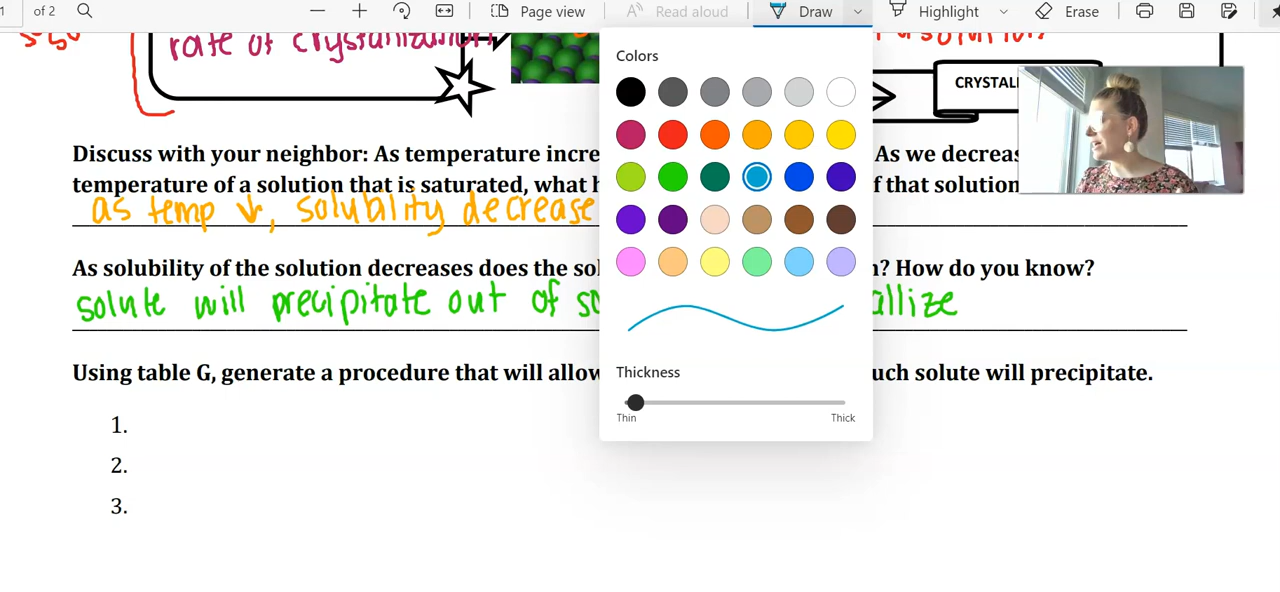 1 of 2 Page view Read aloud Draw Highlight Erase
rate of crystallization
solution.
CRYSTALL
Discuss with your neighbor: As temperature incre As we decreas
temperature of a solution that is saturated, what h f that solution
as temp ↓, solubility decrease
As solubility of the solution decreases does the sol n? How do you know?
solute will precipitate out of so allize
Using table G, generate a procedure that will allow uch solute will precipitate.
1.
2.
3.
Colors
Thickness
Thin Thick